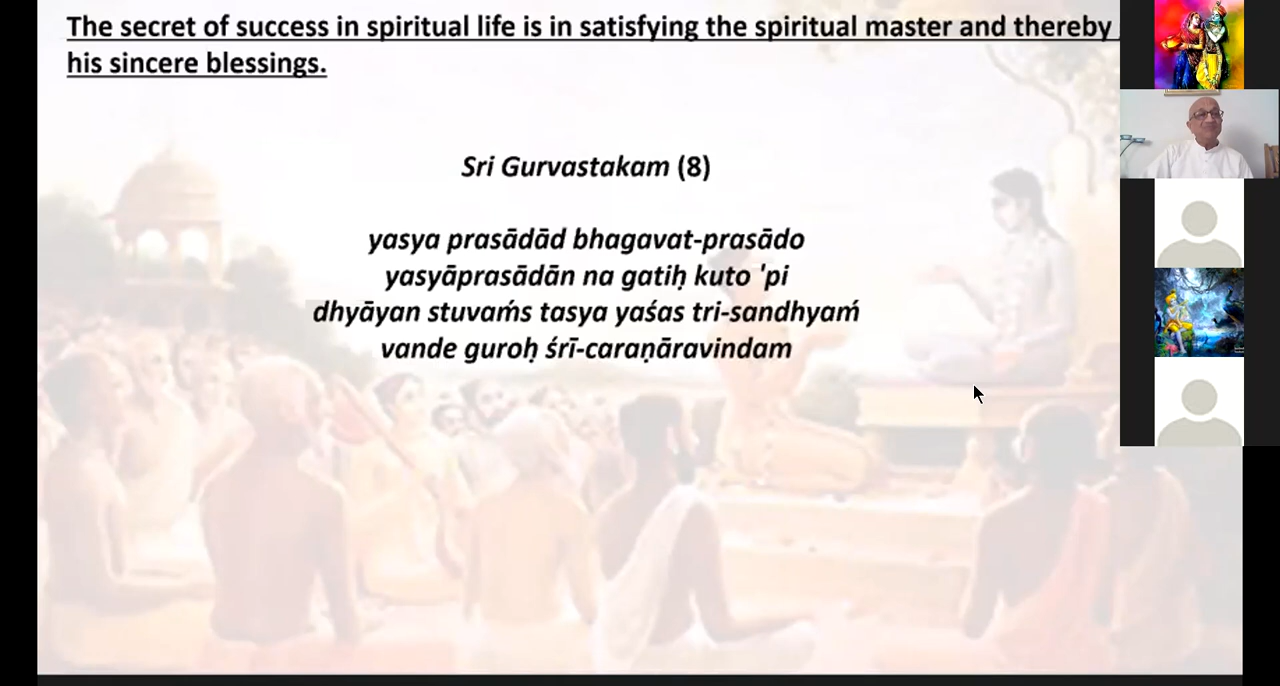 The secret of success in spiritual life is in satisfying the spiritual master and thereby
his sincere blessings.
Sri Gurvastakam (8)
yasya prasādād bhagavat-prasādo
yasyāprasādān na gatiḥ kuto 'pi
dhyāyan stuvaḿs tasya yaśas tri-sandhyaḿ
vande guroḥ śrī-caraṇāravindam